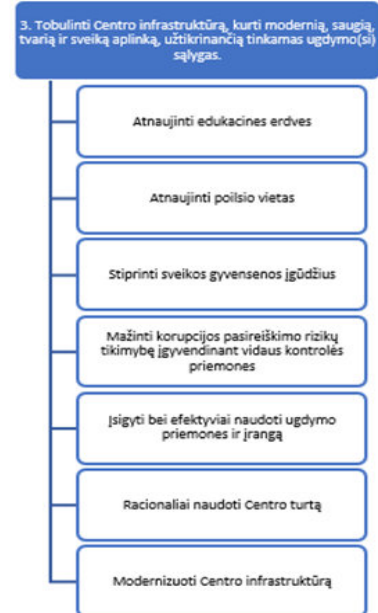 3. Tobulinti Centro infrastruktūrą, kurti modernią, saugią,
tvarią ir sveiką aplinką, užtikrinančią tinkamas ugdymo(si)
sąlygas.
Atnaujinti edukacines erdves
Atnaujinti poilsio vietas
Stiprinti sveikos gyvensenos įgūdžius
Mažinti korupcijos pasireiškimo rizikų
tikimybę įgyvendinant vidaus kontrolės
priemones
Įsigyti bei efektyviai naudoti ugdymo
priemones ir įrangą
Racionaliai naudoti Centro turtą
Modernizuoti Centro infrastruktūrą